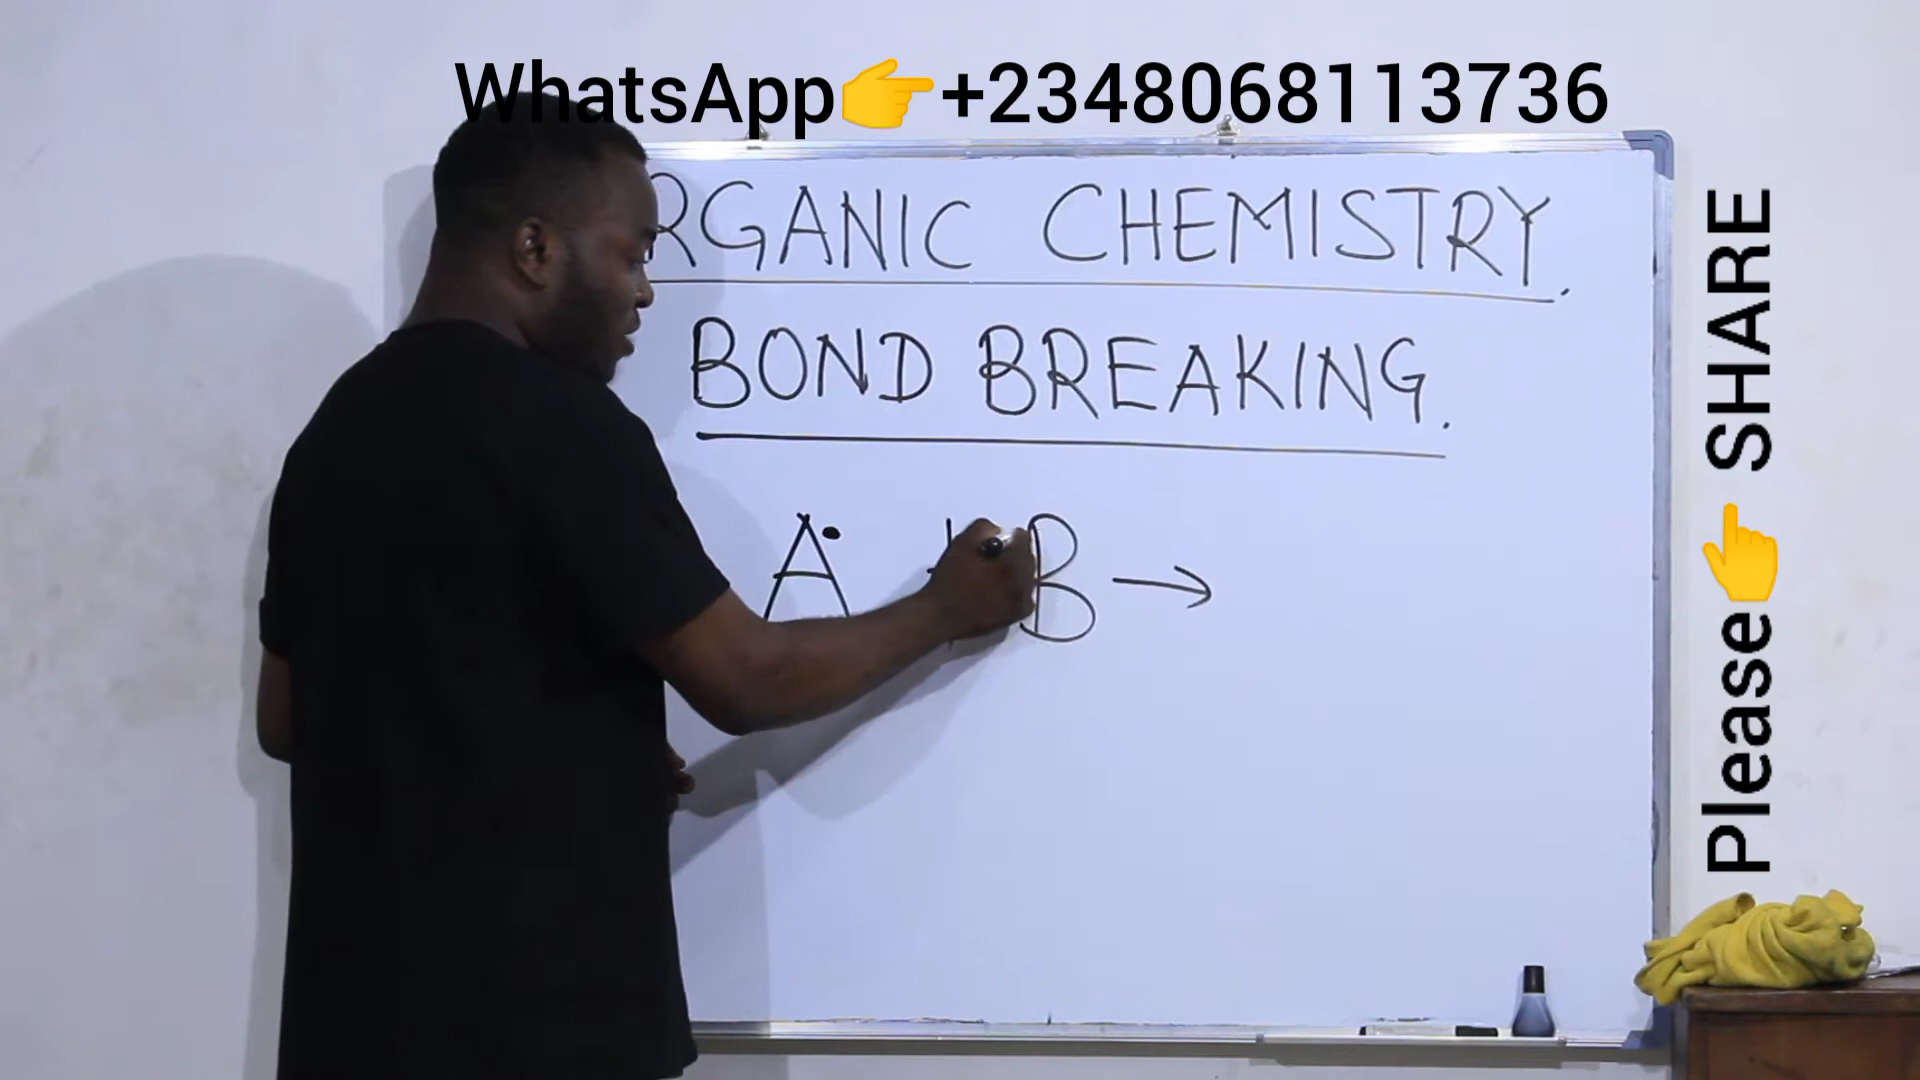 WhatsApp👉+2348068113736
RGANIC CHEMISTRY.
BOND BREAKING.
A• + B →
Please👉 SHARE